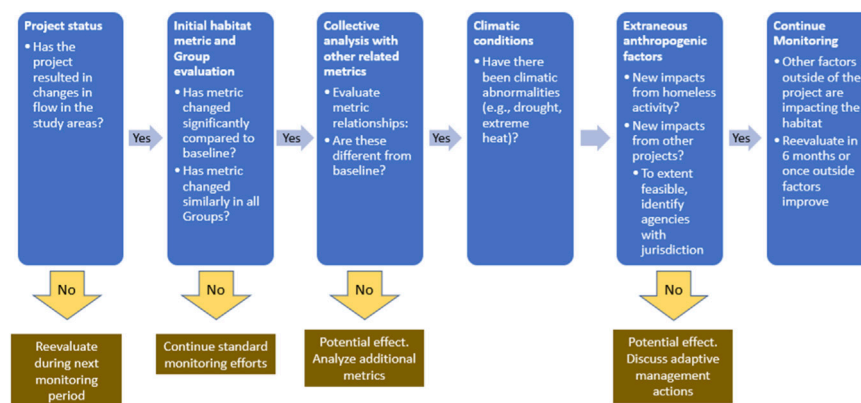 Project status
• Has the
project
resulted in
changes in
flow in the
study areas?
Yes
Initial habitat
metric and
Group
evaluation
• Has metric
changed
significantly
compared to
baseline?
• Has metric
changed
similarly in all
Groups?
Yes
Collective
analysis with
other related
metrics
• Evaluate
metric
relationships:
• Are these
different from
baseline?
Yes
Climatic
conditions
• Have there
been climatic
abnormalities
(e.g., drought,
extreme
heat)?
Extraneous
anthropogenic
factors
• New impacts
from homeless
activity?
• New impacts
from other
projects?
• To extent
feasible,
identify
agencies
with
jurisdiction
Yes
Continue
Monitoring
• Other factors
outside of the
project are
impacting the
habitat
• Reevaluate in
6 months or
once outside
factors
improve
No
Reevaluate
during next
monitoring
period
No
Continue standard
monitoring efforts
No
Potential effect.
Analyze additional
metrics
No
Potential effect.
Discuss adaptive
management
actions